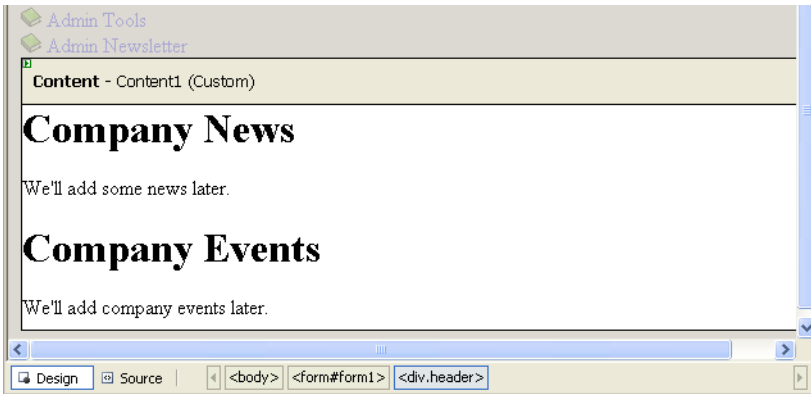 Admin Tools
Admin Newsletter
Content - Content1 (Custom)
Company News
We'll add some news later.
Company Events
We'll add company events later.
Design Source <body> <form#form1> <div.header>